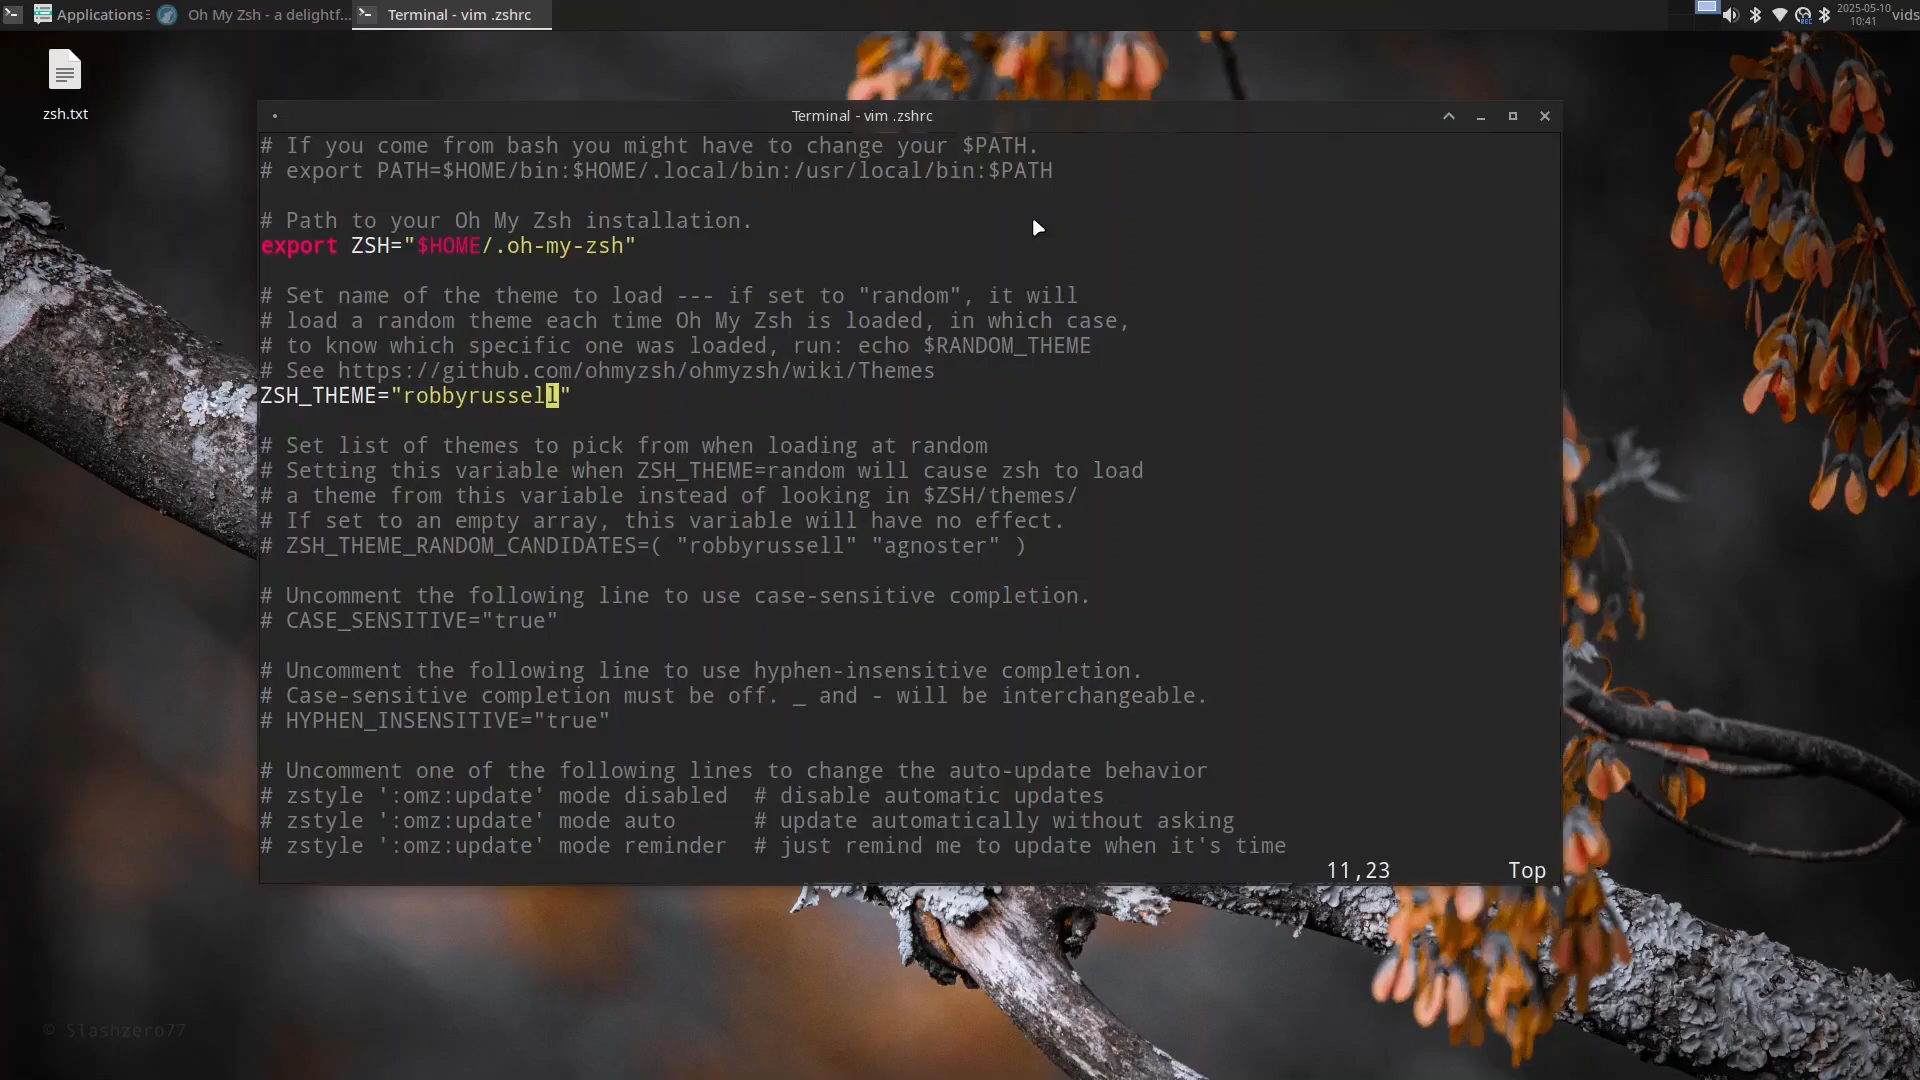 Applications
Oh My Zsh - a delightf...
Terminal - vim .zshrc
2025-05-10
10:41
vids
zsh.txt
Terminal - vim .zshrc
# If you come from bash you might have to change your $PATH.
# export PATH=$HOME/bin:$HOME/.local/bin:/usr/local/bin:$PATH
# Path to your Oh My Zsh installation.
export ZSH="$HOME/.oh-my-zsh"
# Set name of the theme to load --- if set to "random", it will
# load a random theme each time Oh My Zsh is loaded, in which case,
# to know which specific one was loaded, run: echo $RANDOM_THEME
# See https://github.com/ohmyzsh/ohmyzsh/wiki/Themes
ZSH_THEME="robbyrussell"
# Set list of themes to pick from when loading at random
# Setting this variable when ZSH_THEME=random will cause zsh to load
# a theme from this variable instead of looking in $ZSH/themes/
# If set to an empty array, this variable will have no effect.
# ZSH_THEME_RANDOM_CANDIDATES=( "robbyrussell" "agnoster" )
# Uncomment the following line to use case-sensitive completion.
# CASE_SENSITIVE="true"
# Uncomment the following line to use hyphen-insensitive completion.
# Case-sensitive completion must be off. _ and - will be interchangeable.
# HYPHEN_INSENSITIVE="true"
# Uncomment one of the following lines to change the auto-update behavior
# zstyle ':omz:update' mode disabled  # disable automatic updates
# zstyle ':omz:update' mode auto      # update automatically without asking
# zstyle ':omz:update' mode reminder  # just remind me to update when it's time
11,23 Top
© Slashzero77